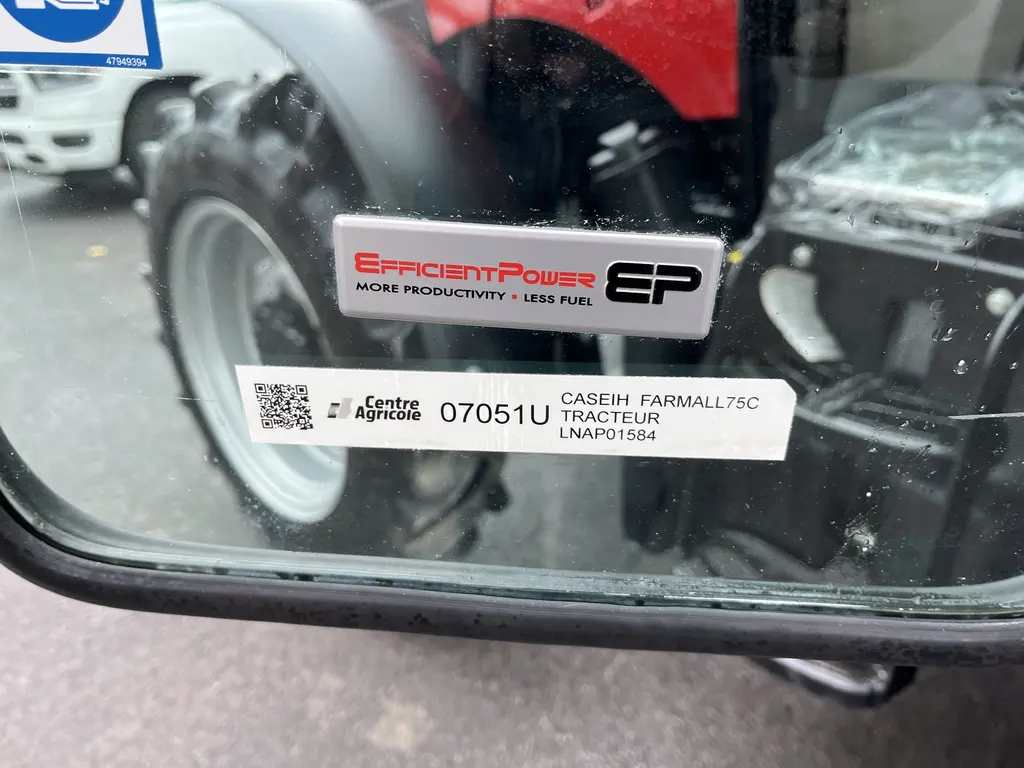 47949394
EFFICIENTPOWER EP
MORE PRODUCTIVITY ▪ LESS FUEL
Centre Agricole
07051U
CASEIH FARMALL75C
TRACTEUR
LNAP01584